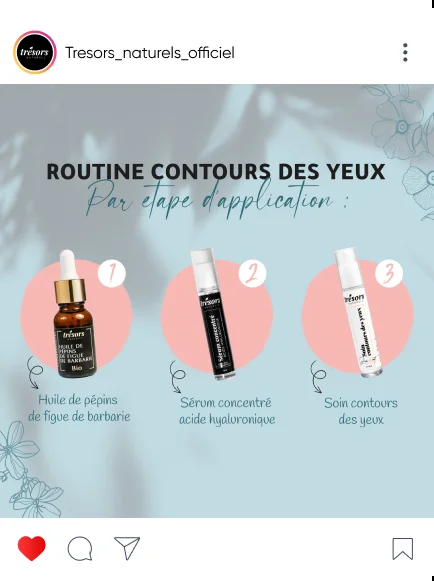 trésors
Tresors_naturels_officiel
ROUTINE CONTOURS DES YEUX
Par etape d'application :
1
2
3
trésors
HUILE DE
PÉPINS
DE FIGUE
DE BARBARIE
Bio
trésors
Sérum concentré
trésors
Soin
contours des yeux
Huile de pépins
de figue de barbarie
Sérum concentré
acide hyaluronique
Soin contours
des yeux